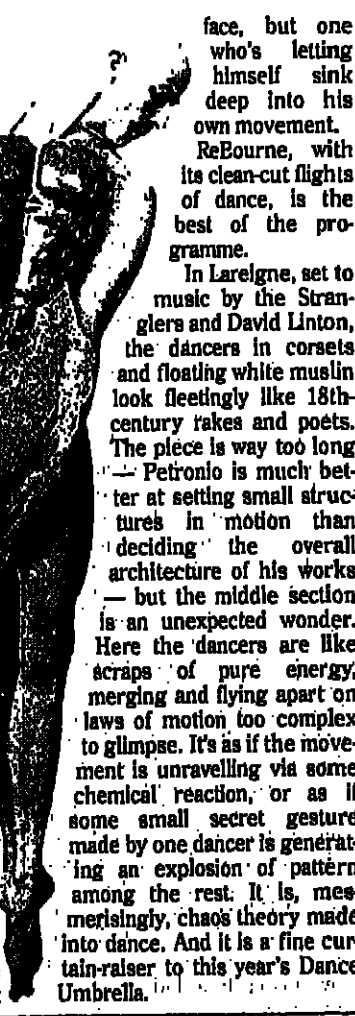 face, but one
who's letting
himself sink
deep into his
own movement.
ReBourne, with
its clean-cut flights
of dance, is the
best of the pro-
gramme.
In Lareigne, set to
music by the Stran-
glers and David Linton,
the dancers in corsets
and floating white muslin
look fleetingly like 18th-
century rakes and poets.
The piece is way too long
— Petronio is much bet-
ter at setting small struc-
tures in motion than
deciding the overall
architecture of his works
— but the middle section
is an unexpected wonder.
Here the dancers are like
scraps of pure energy,
merging and flying apart on
laws of motion too complex
to glimpse. It's as if the move-
ment is unravelling via some
chemical reaction, or as if
some small secret gesture
made by one dancer is generat-
ing an explosion of pattern
among the rest. It is, mes-
merisingly, chaos theory made
into dance. And it is a fine cur-
tain-raiser to this year's Dance
Umbrella.